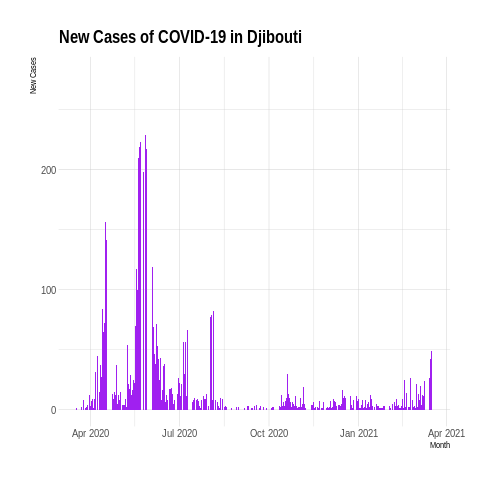 New Cases of COVID-19 in Djibouti
New Cases
200
100
0
Apr 2020 Jul 2020 Oct 2020 Jan 2021 Apr 2021
Month